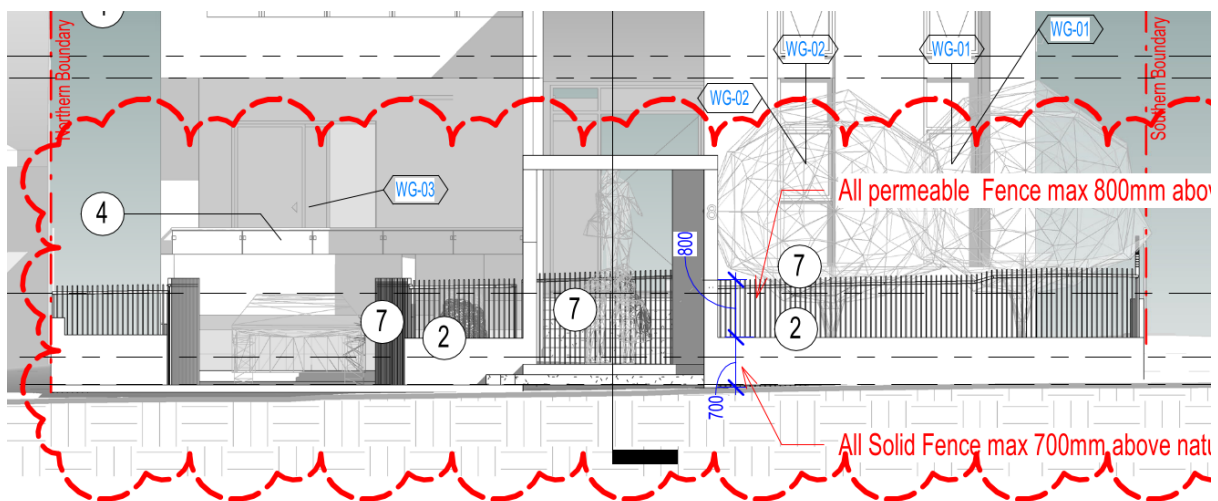 Northern Boundary
Southern Boundary
WG-02
WG-01
WG-01
WG-02
WG-03
4
All permeable Fence max 800mm abov
800
7
7
7
2
2
700
All Solid Fence max 700mm above natu